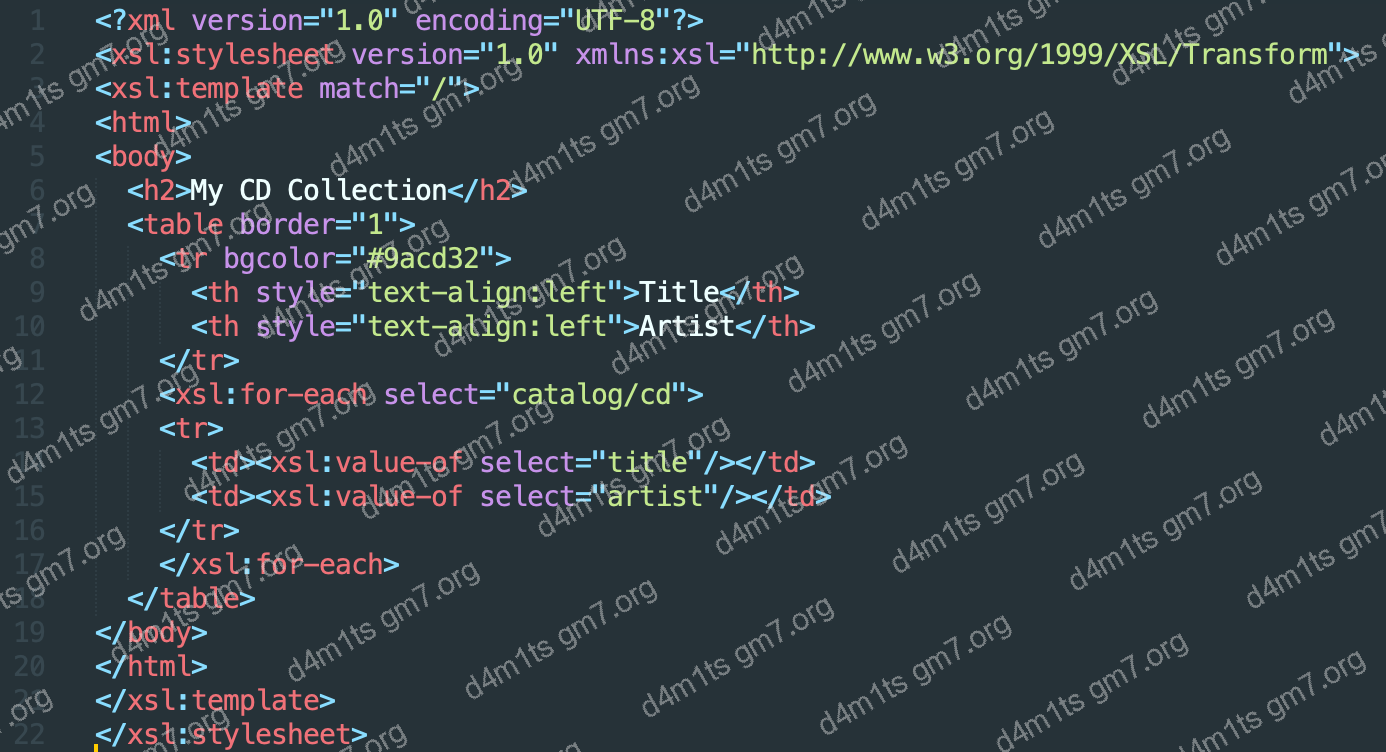 1 <?xml version="1.0" encoding="UTF-8"?>
2 <xsl:stylesheet version="1.0" xmlns:xsl="http://www.w3.org/1999/XSL/Transform">
3 <xsl:template match="/">
4 <html>
5 <body>
6   <h2>My CD Collection</h2>
7   <table border="1">
8     <tr bgcolor="#9acd32">
9       <th style="text-align:left">Title</th>
10       <th style="text-align:left">Artist</th>
11     </tr>
12     <xsl:for-each select="catalog/cd">
13     <tr>
14       <td><xsl:value-of select="title"/></td>
15       <td><xsl:value-of select="artist"/></td>
16     </tr>
17     </xsl:for-each>
18   </table>
19 </body>
20 </html>
21 </xsl:template>
22 </xsl:stylesheet>
d4m1ts gm7.org